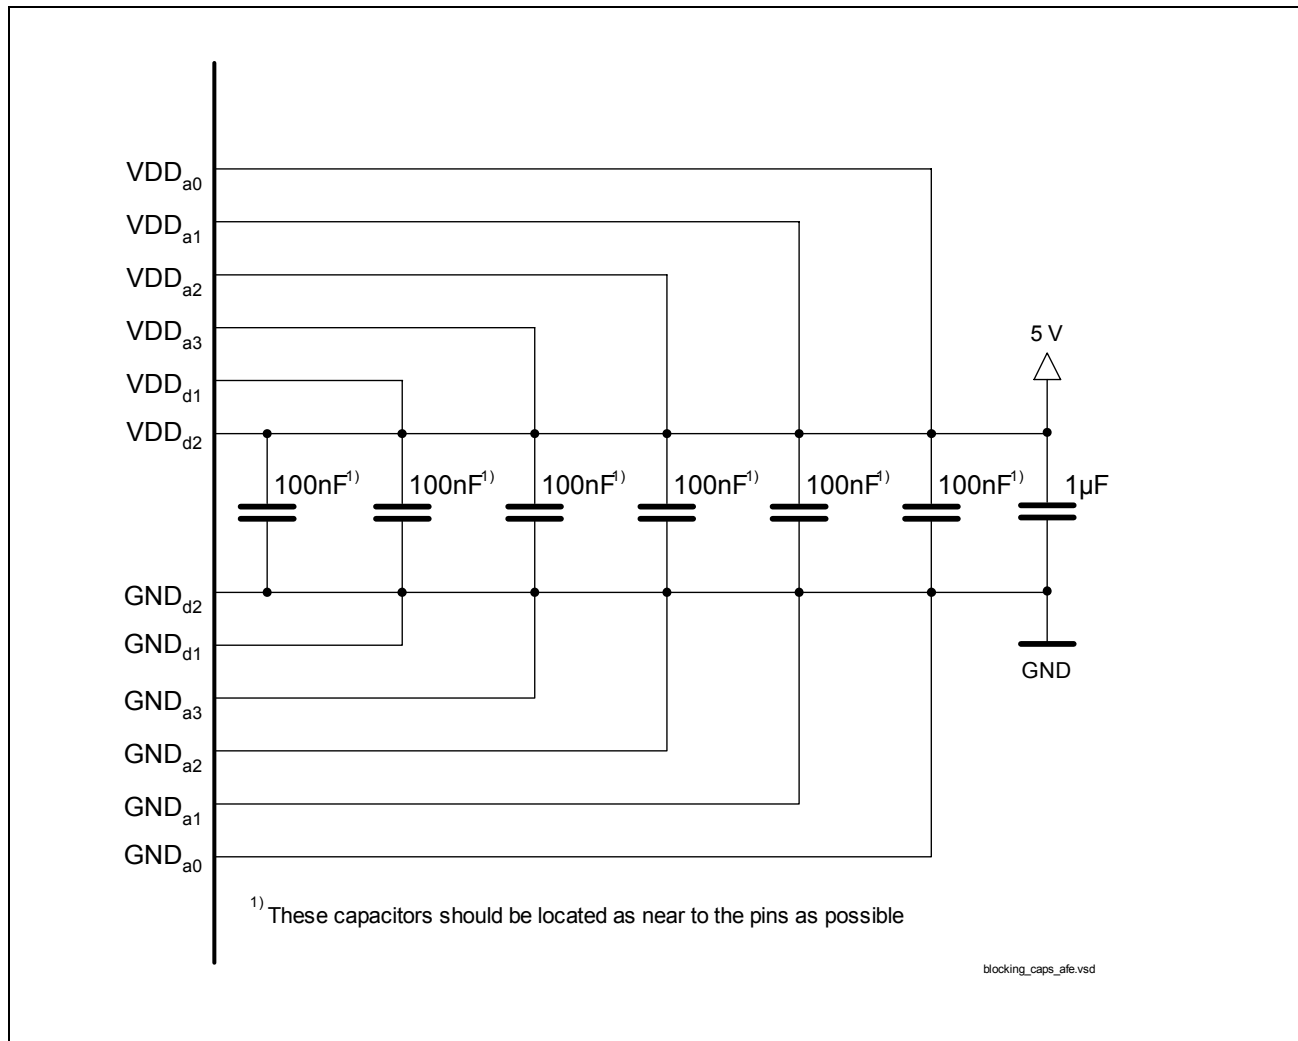 VDDa0
VDDa1
VDDa2
VDDa3
5 V
VDDd1
VDDd2
100nF1) 100nF1) 100nF1) 100nF1) 100nF1) 100nF1) 1µF
GNDd2
GNDd1
GND
GNDa3
GNDa2
GNDa1
GNDa0
1) These capacitors should be located as near to the pins as possible
blocking_caps_afe.vsd